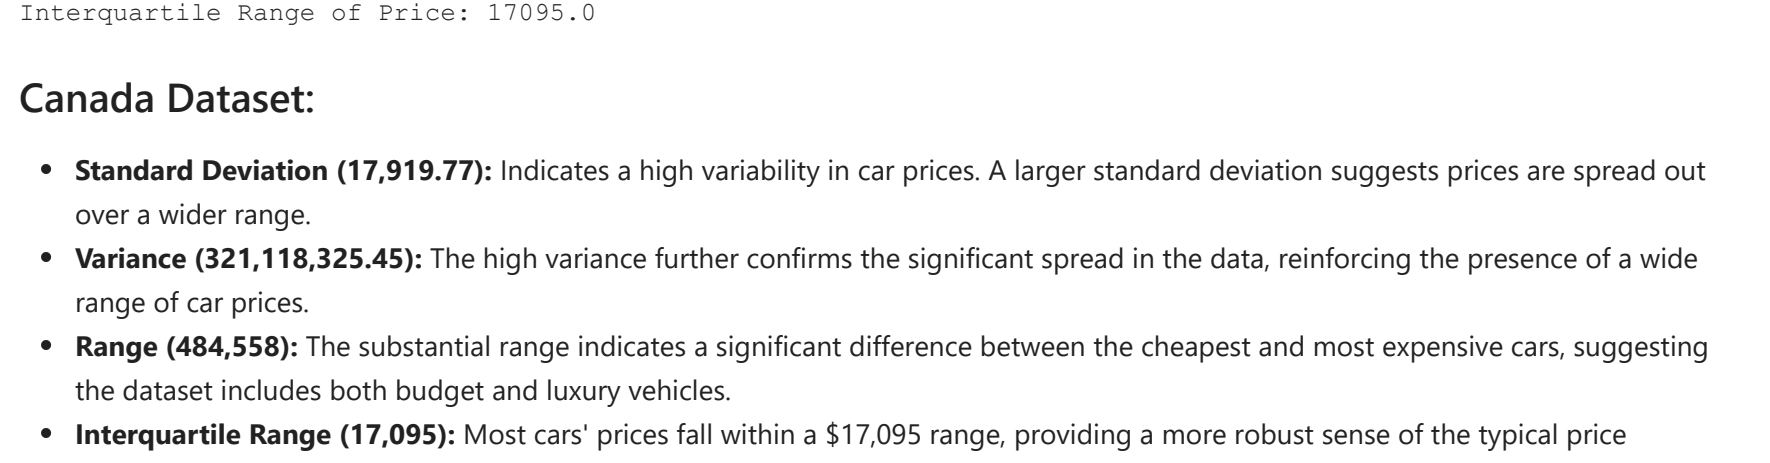 Interquartile Range of Price: 17095.0
Canada Dataset:
• Standard Deviation (17,919.77): Indicates a high variability in car prices. A larger standard deviation suggests prices are spread out
over a wider range.
• Variance (321,118,325.45): The high variance further confirms the significant spread in the data, reinforcing the presence of a wide
range of car prices.
• Range (484,558): The substantial range indicates a significant difference between the cheapest and most expensive cars, suggesting
the dataset includes both budget and luxury vehicles.
• Interquartile Range (17,095): Most cars' prices fall within a $17,095 range, providing a more robust sense of the typical price